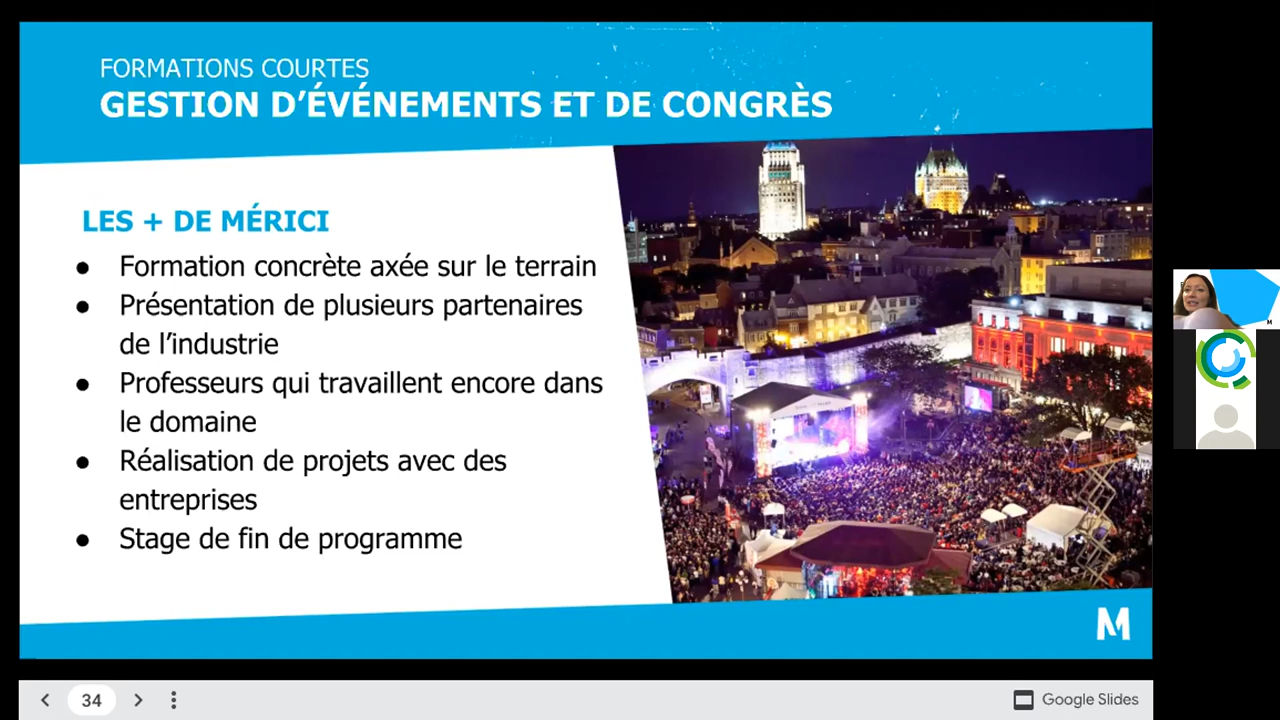 FORMATIONS COURTES
GESTION D'ÉVÉNEMENTS ET DE CONGRÈS
LES + DE MÉRICI
● Formation concrète axée sur le terrain
● Présentation de plusieurs partenaires
de l'industrie
● Professeurs qui travaillent encore dans
le domaine
● Réalisation de projets avec des
entreprises
● Stage de fin de programme
M
M
34
Google Slides